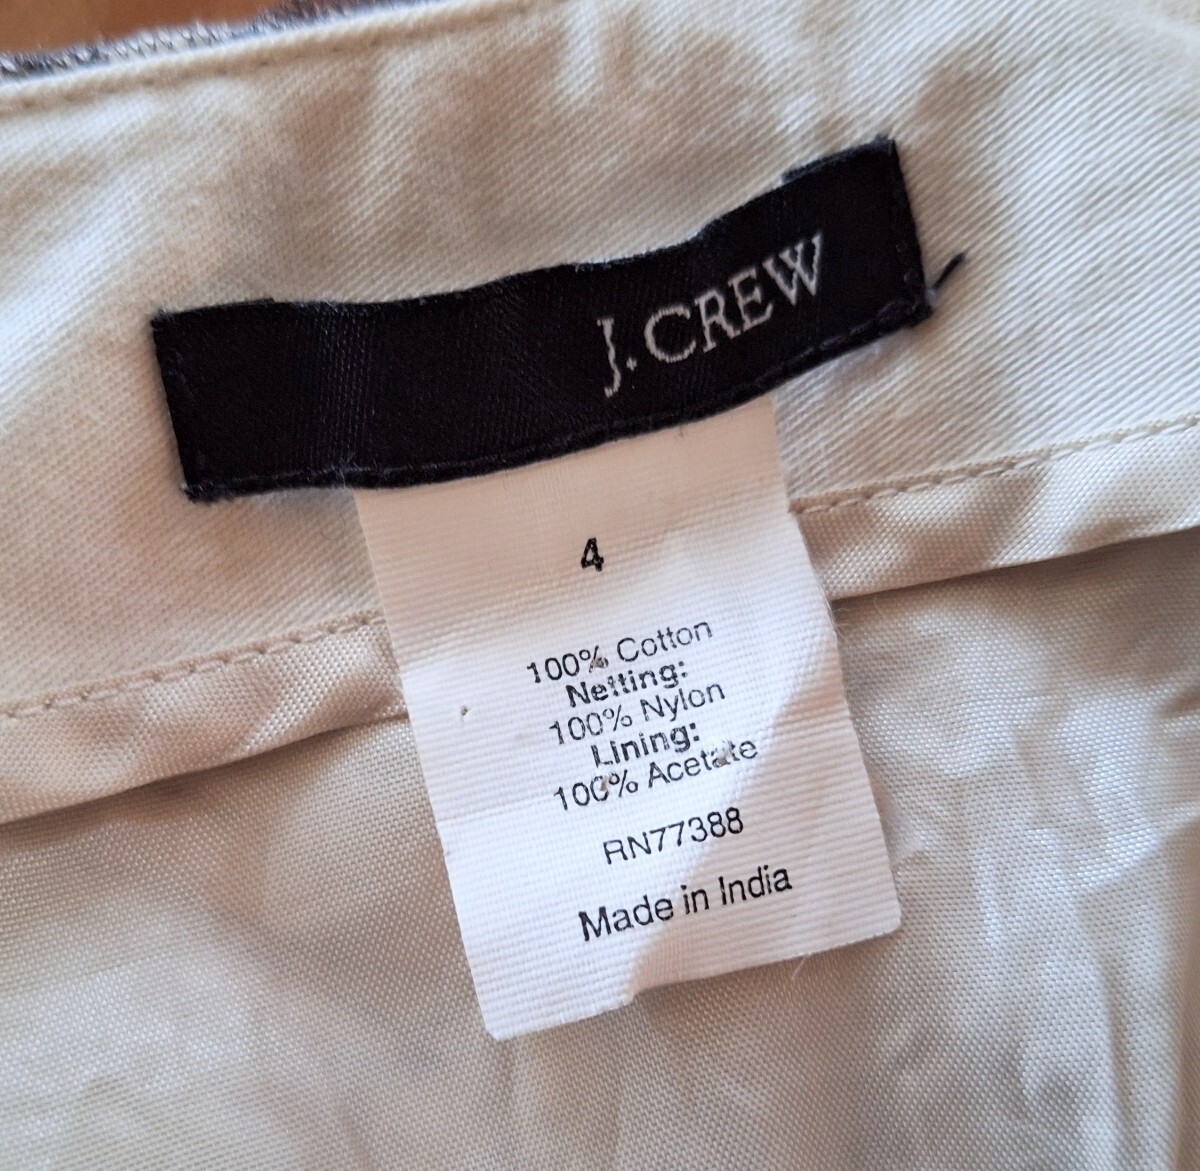 J.CREW
4
100% Cotton
Netting:
100% Nylon
Lining:
100% Acetate
RN77388
Made in India